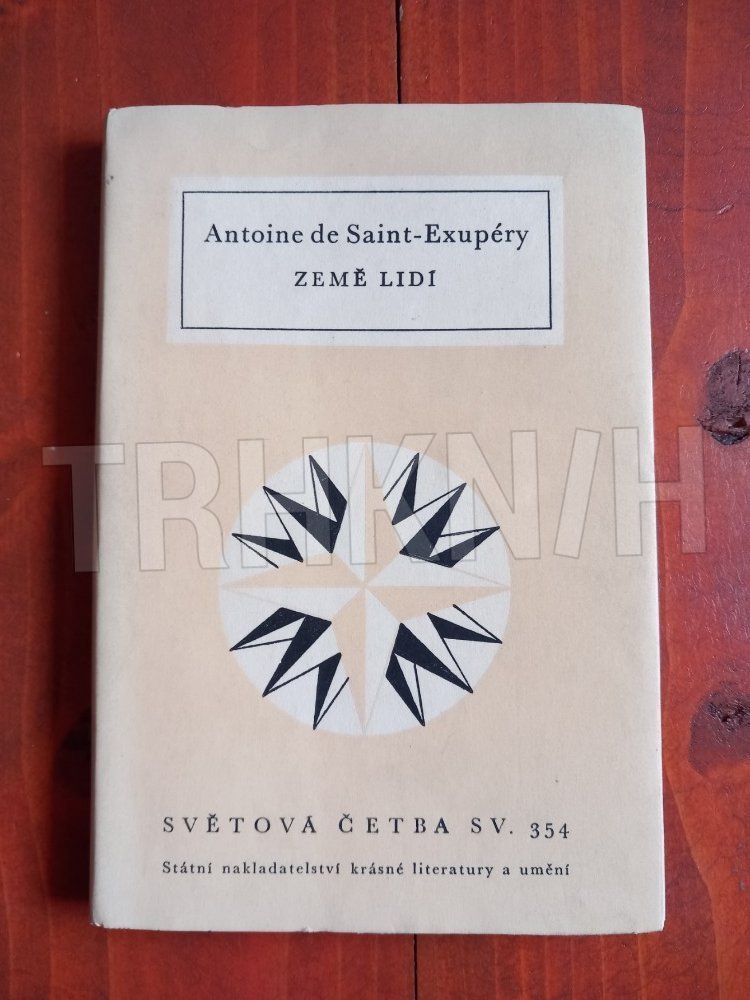 Antoine de Saint-Exupéry
ZEMĚ LIDÍ
TRHKNIH
SVĚTOVÁ ČETBA SV. 354
Státní nakladatelství krásné literatury a umění